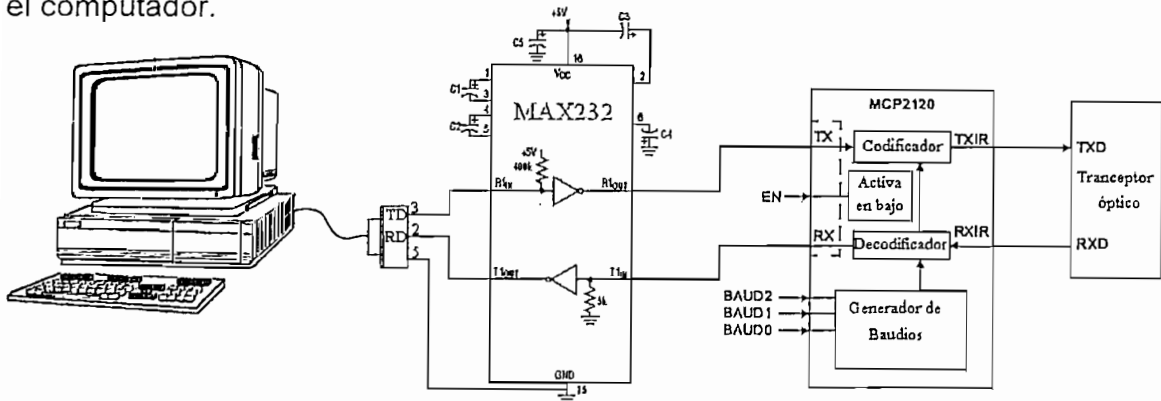 el computador.
+5V
C3
C5
16
Vcc
1
2
C1
3
4
C2
5
MAX232
6
C4
+5V
400k
TD 3
RD 2
5
R1IN
R1OUT
T1OUT
T1IN
5k
GND
15
MCP2120
TX
Codificador
TXIR
EN
Activa
en bajo
RX
Decodificador
RXIR
BAUD2
BAUD1
BAUD0
Generador de
Baudios
TXD
Tranceptor
óptico
RXD